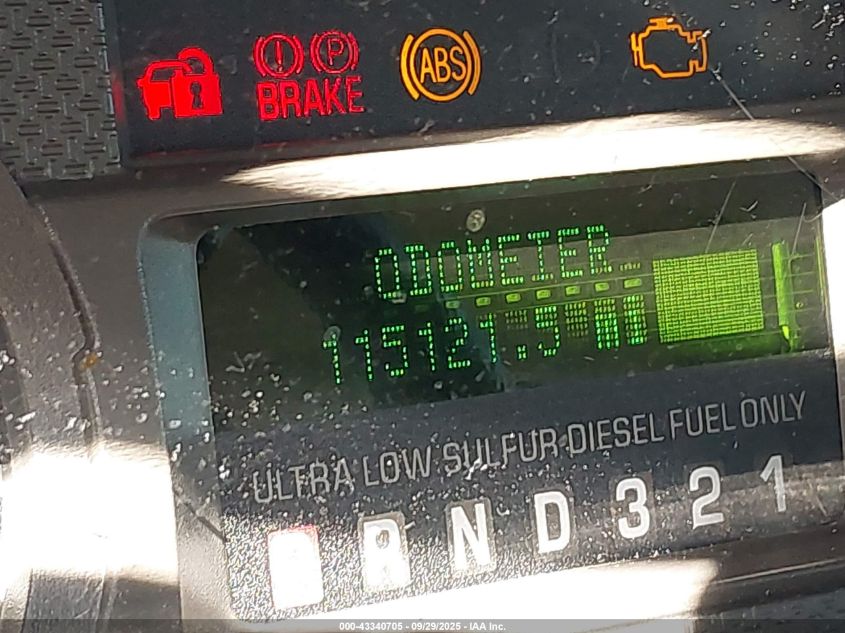 ! P
BRAKE
ABS
ODOMETER
115121.5
ULTRA LOW SULFUR DIESEL FUEL ONLY
R N D 3 2 1
000-43340705 - 09/29/2025 - IAA Inc.